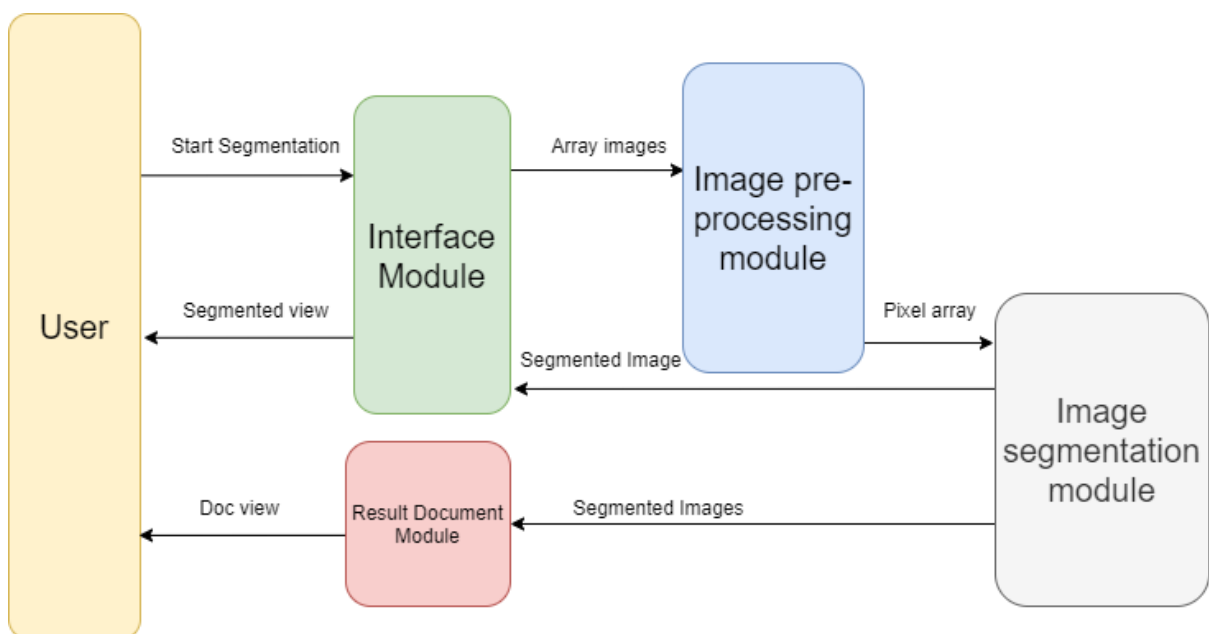 Start Segmentation
Array images
Image pre-
processing
module
Interface
Module
User
Segmented view
Pixel array
Segmented Image
Image
segmentation
module
Doc view
Result Document
Module
Segmented Images